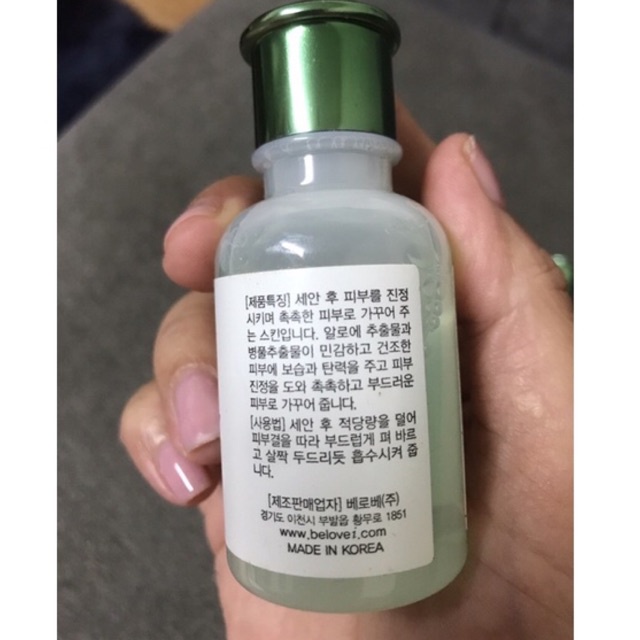 [제품특징] 세안 후 피부를 진정
시키며 촉촉한 피부로 가꾸어 주
는 스킨입니다. 알로에 추출물과
병풀추출물이 민감하고 건조한
피부에 보습과 탄력을 주고 피부
진정을 도와 촉촉하고 부드러운
피부로 가꾸어 줍니다.
[사용법] 세안 후 적당량을 덜어
피부결을 따라 부드럽게 펴 바르
고 살짝 두드리듯 흡수시켜 줍
니다.
[제조판매업자] 베로베(주)
경기도 이천시 부발읍 황무로 1851
www.belovei.com
MADE IN KOREA